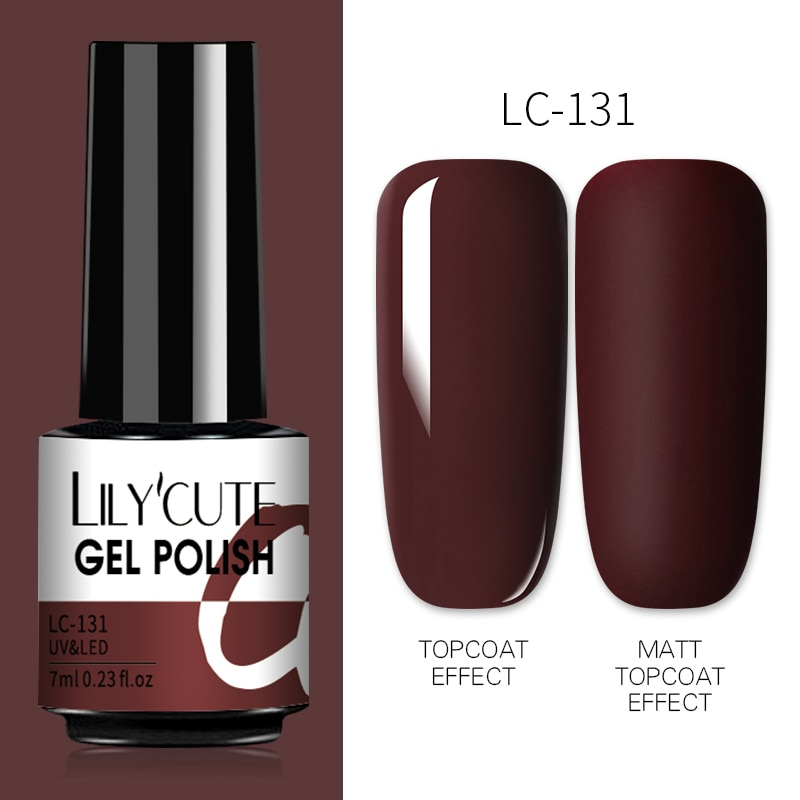 LILY'CUTE
GEL POLISH
LC-131
UV&LED
7ml 0.23 fl.oz
LC-131
TOPCOAT
EFFECT
MATT
TOPCOAT
EFFECT